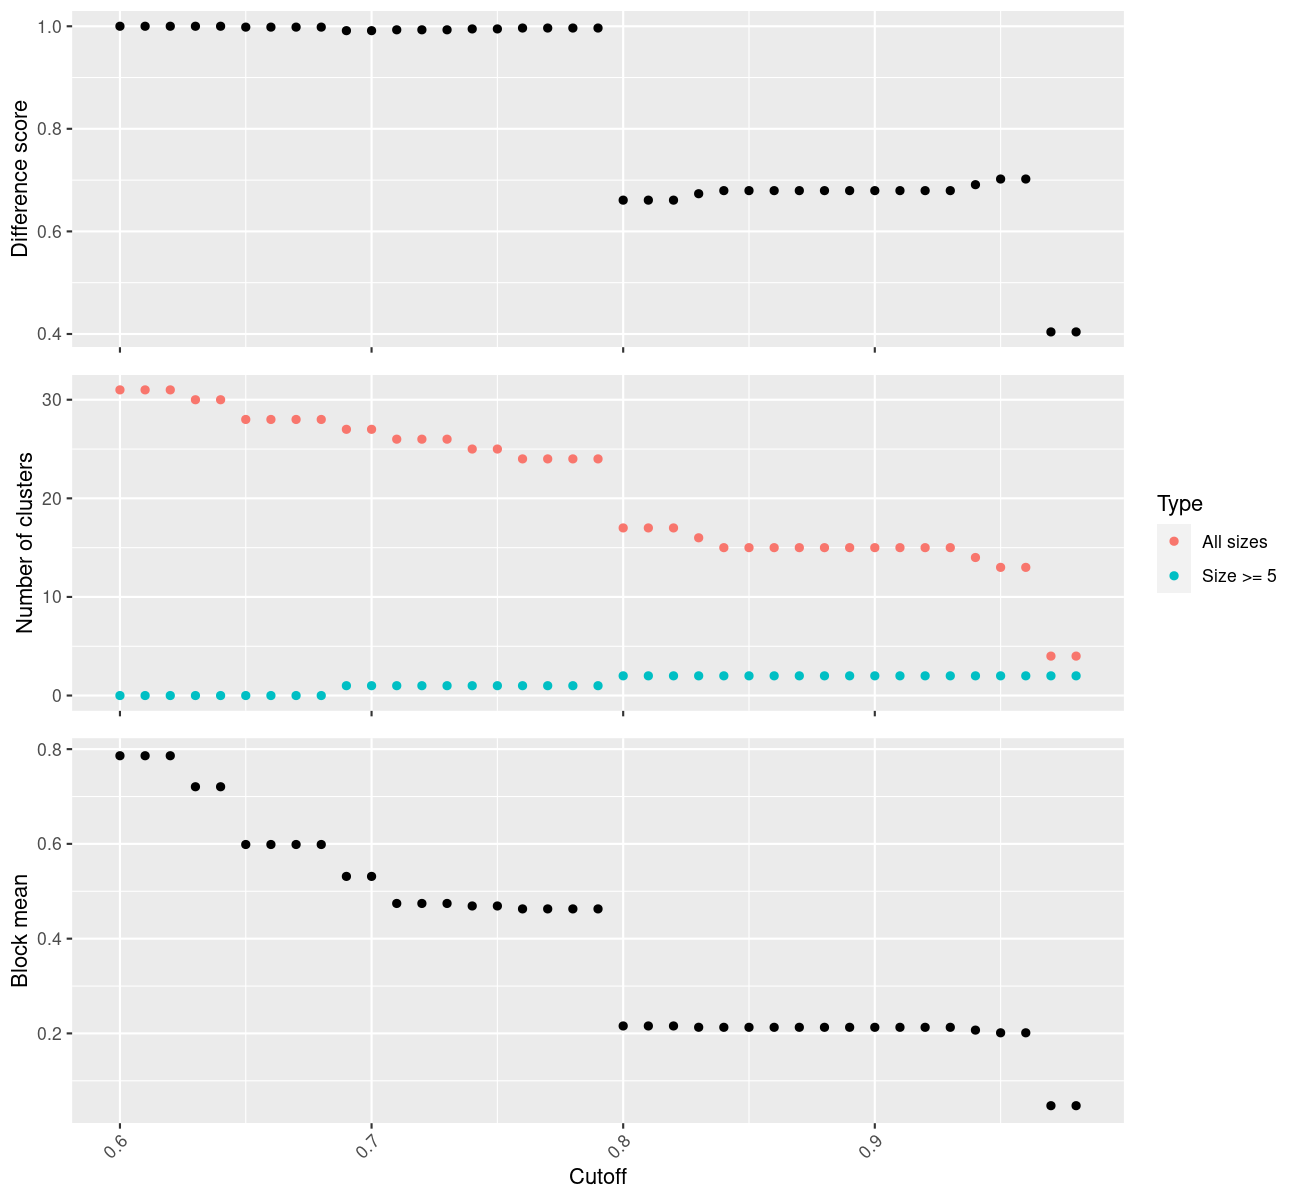 Difference score
1.0
0.8
0.6
0.4
Number of clusters
30
20
10
0
Type
All sizes
Size >= 5
Block mean
0.8
0.6
0.4
0.2
0.6
0.7
0.8
0.9
Cutoff